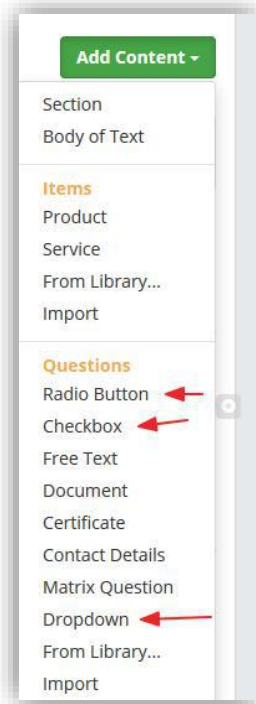 Add Content
Section
Body of Text
Items
Product
Service
From Library...
Import
Questions
Radio Button
Checkbox
Free Text
Document
Certificate
Contact Details
Matrix Question
Dropdown
From Library...
Import